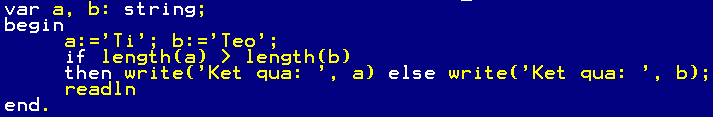 var a, b: string;
begin
a:='Ti'; b:='Teo';
if length(a) > length(b)
then write('Ket qua: ', a) else write('Ket qua: ', b);
readln
end.